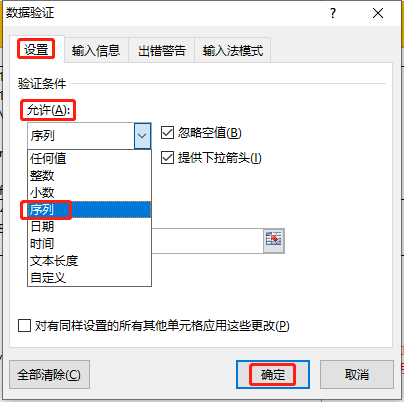 数据验证
设置 输入信息 出错警告 输入法模式
验证条件
允许(A):
序列 忽略空值(B)
任何值 提供下拉箭头(I)
整数
小数
序列
日期
时间
文本长度
自定义
对有同样设置的所有其他单元格应用这些更改(P)
全部清除(C) 确定 取消